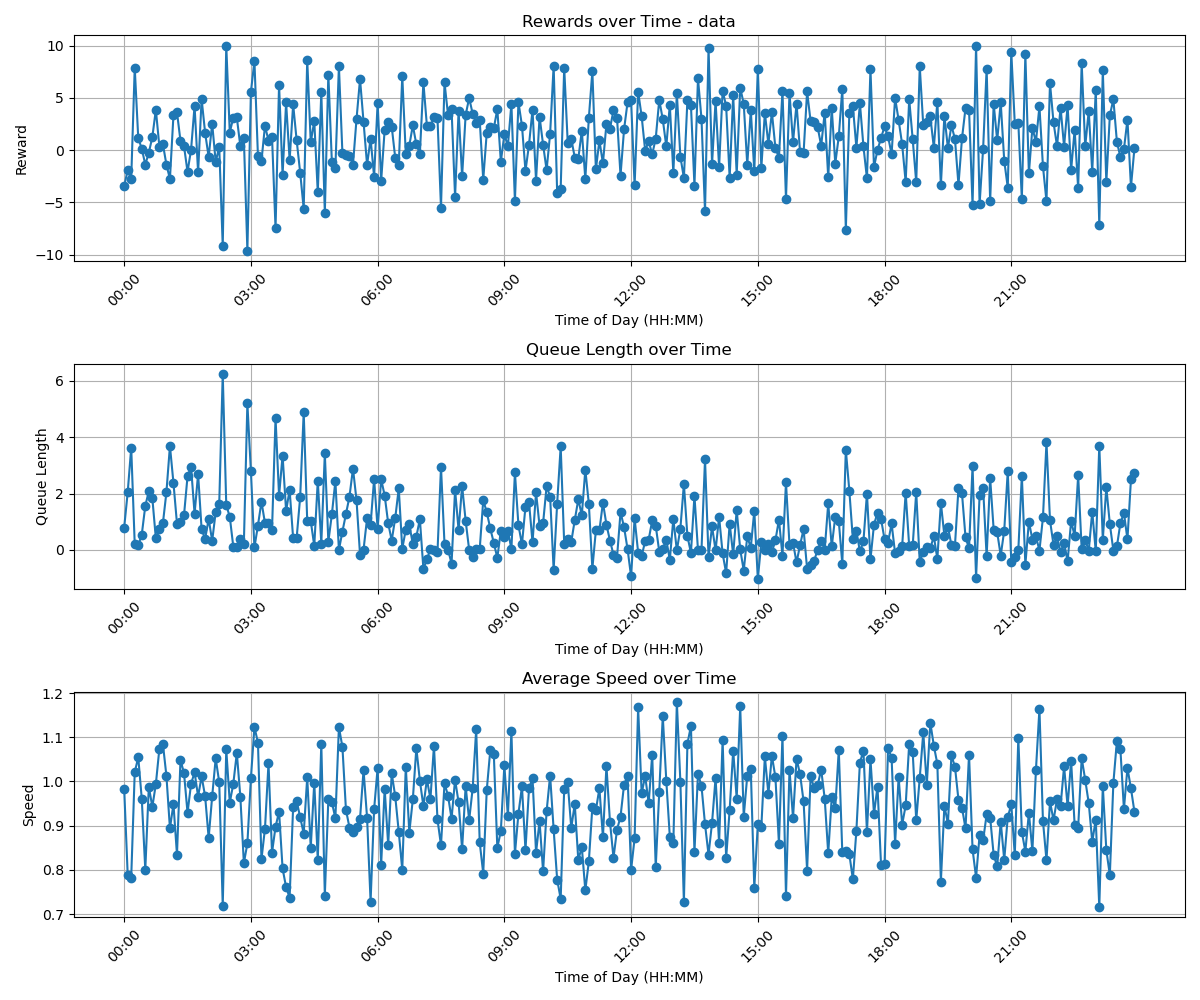 Rewards over Time - data
10
5
0
−5
−10
Reward
00:00 03:00 06:00 09:00 12:00 15:00 18:00 21:00
Time of Day (HH:MM)
Queue Length over Time
6
4
2
0
Queue Length
00:00 03:00 06:00 09:00 12:00 15:00 18:00 21:00
Time of Day (HH:MM)
Average Speed over Time
1.2
1.1
1.0
0.9
0.8
0.7
Speed
00:00 03:00 06:00 09:00 12:00 15:00 18:00 21:00
Time of Day (HH:MM)